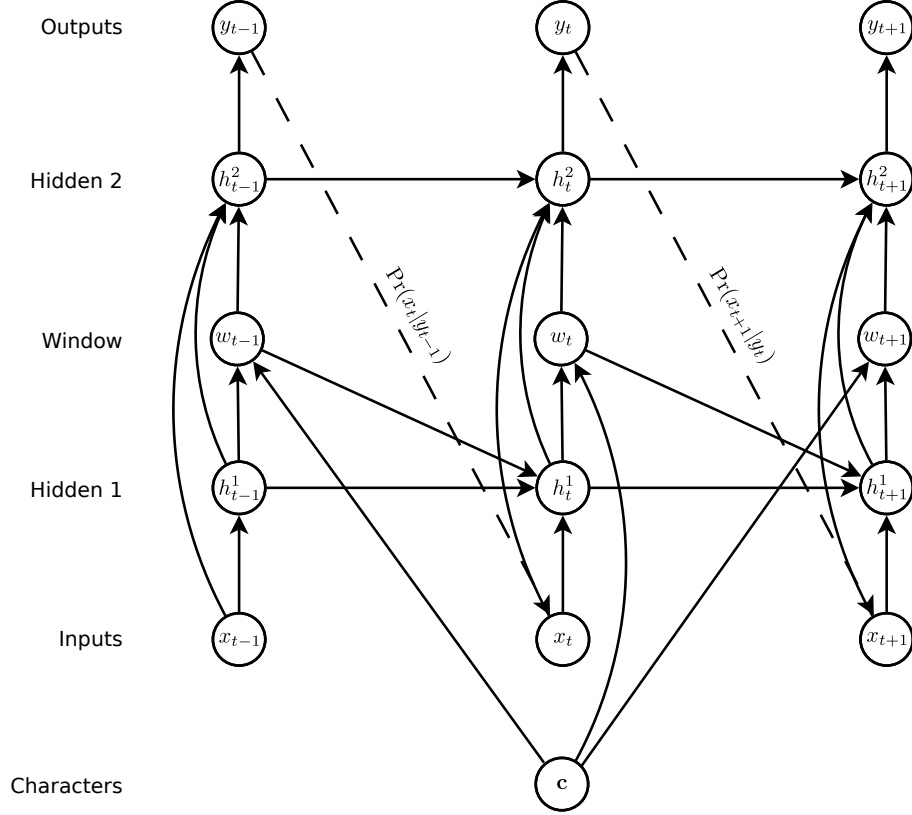 Outputs y_{t−1} y_t y_{t+1}
Hidden 2 h^2_{t−1} h^2_t h^2_{t+1}
Pr(x_t|y_{t−1}) Pr(x_{t+1}|y_t)
Window w_{t−1} w_t w_{t+1}
Hidden 1 h^1_{t−1} h^1_t h^1_{t+1}
Inputs x_{t−1} x_t x_{t+1}
Characters c